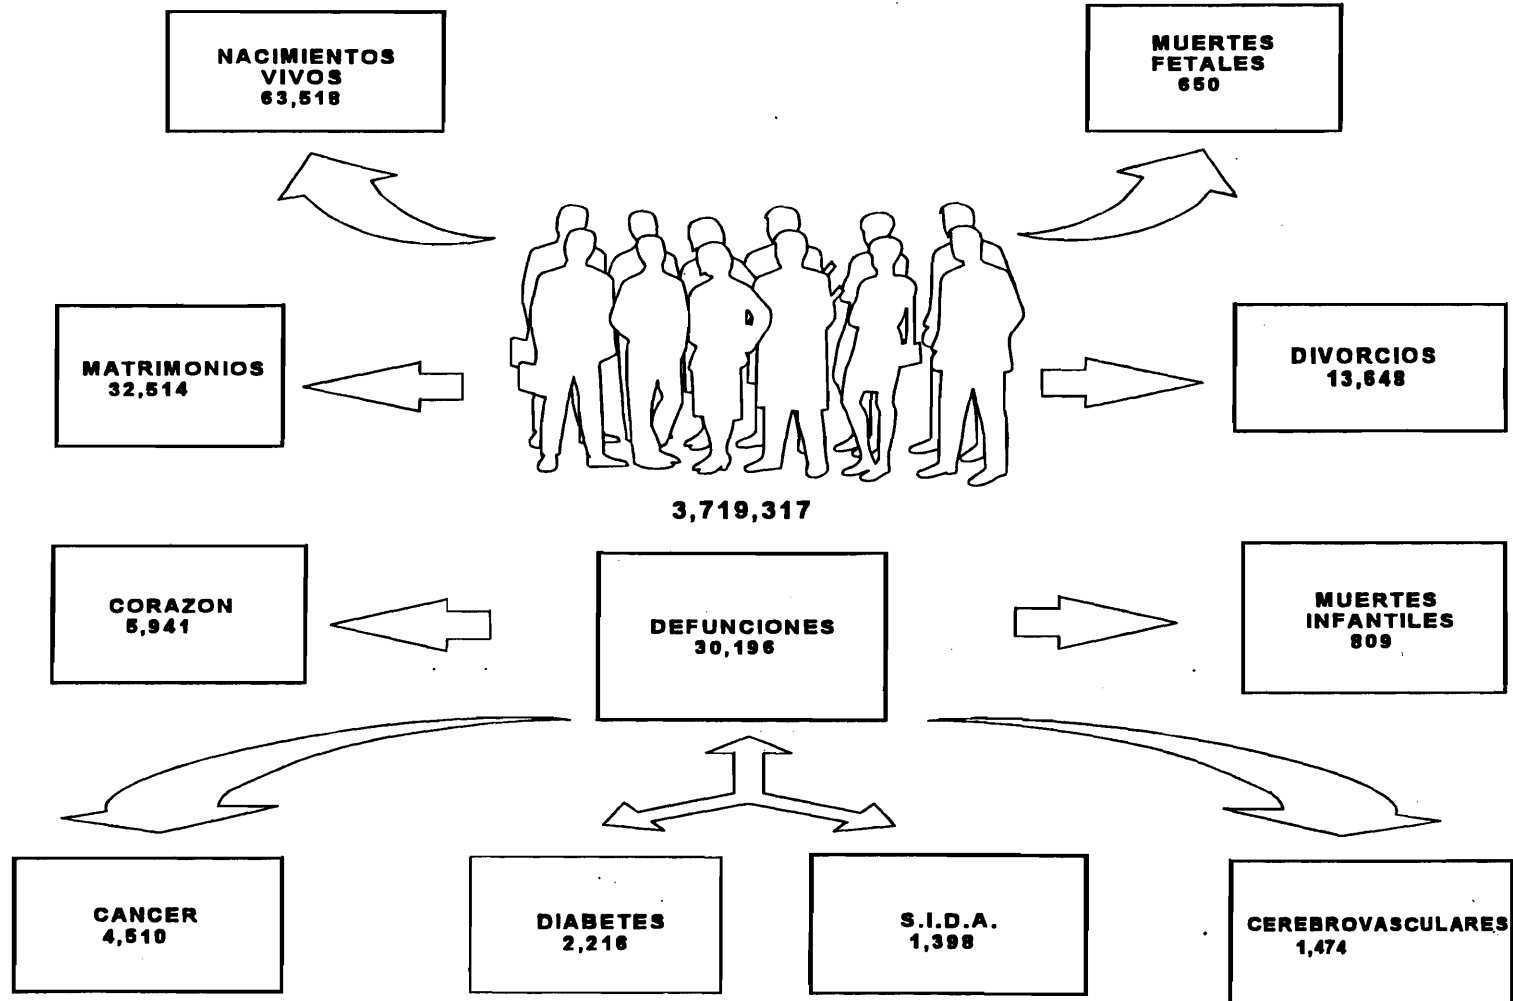 NACIMIENTOS
VIVOS
63,518
MUERTES
FETALES
650
MATRIMONIOS
32,514
DIVORCIOS
13,648
3,719,317
CORAZON
5,941
DEFUNCIONES
30,196
MUERTES
INFANTILES
809
CANCER
4,510
DIABETES
2,216
S.I.D.A.
1,398
CEREBROVASCULARES
1,474